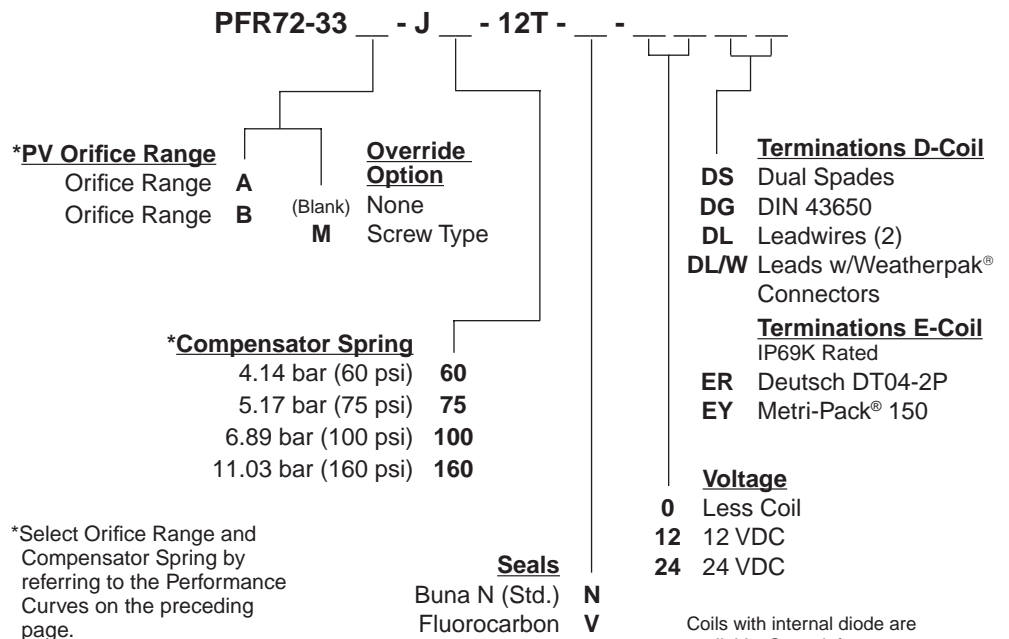 PFR72-33 __ - J __ - 12T - __ - __ __ __ __
*PV Orifice Range
Orifice Range A
Orifice Range B
Override
Option
(Blank) None
M Screw Type
*Compensator Spring
4.14 bar (60 psi) 60
5.17 bar (75 psi) 75
6.89 bar (100 psi) 100
11.03 bar (160 psi) 160
*Select Orifice Range and
Compensator Spring by
referring to the Performance
Curves on the preceding
page.
Seals
Buna N (Std.) N
Fluorocarbon V
Terminations D-Coil
DS Dual Spades
DG DIN 43650
DL Leadwires (2)
DL/W Leads w/Weatherpak®
Connectors
Terminations E-Coil
IP69K Rated
ER Deutsch DT04-2P
EY Metri-Pack® 150
Voltage
0 Less Coil
12 12 VDC
24 24 VDC
Coils with internal diode are